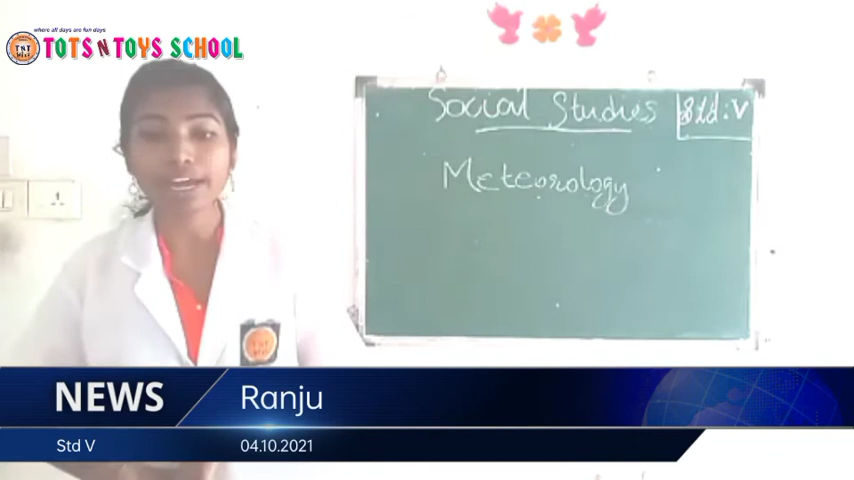 where all days are fun days
TOTS N TOYS SCHOOL
Social Studies
Std: V
Meteorology
TNT
NEWS
Ranju
Std V
04.10.2021